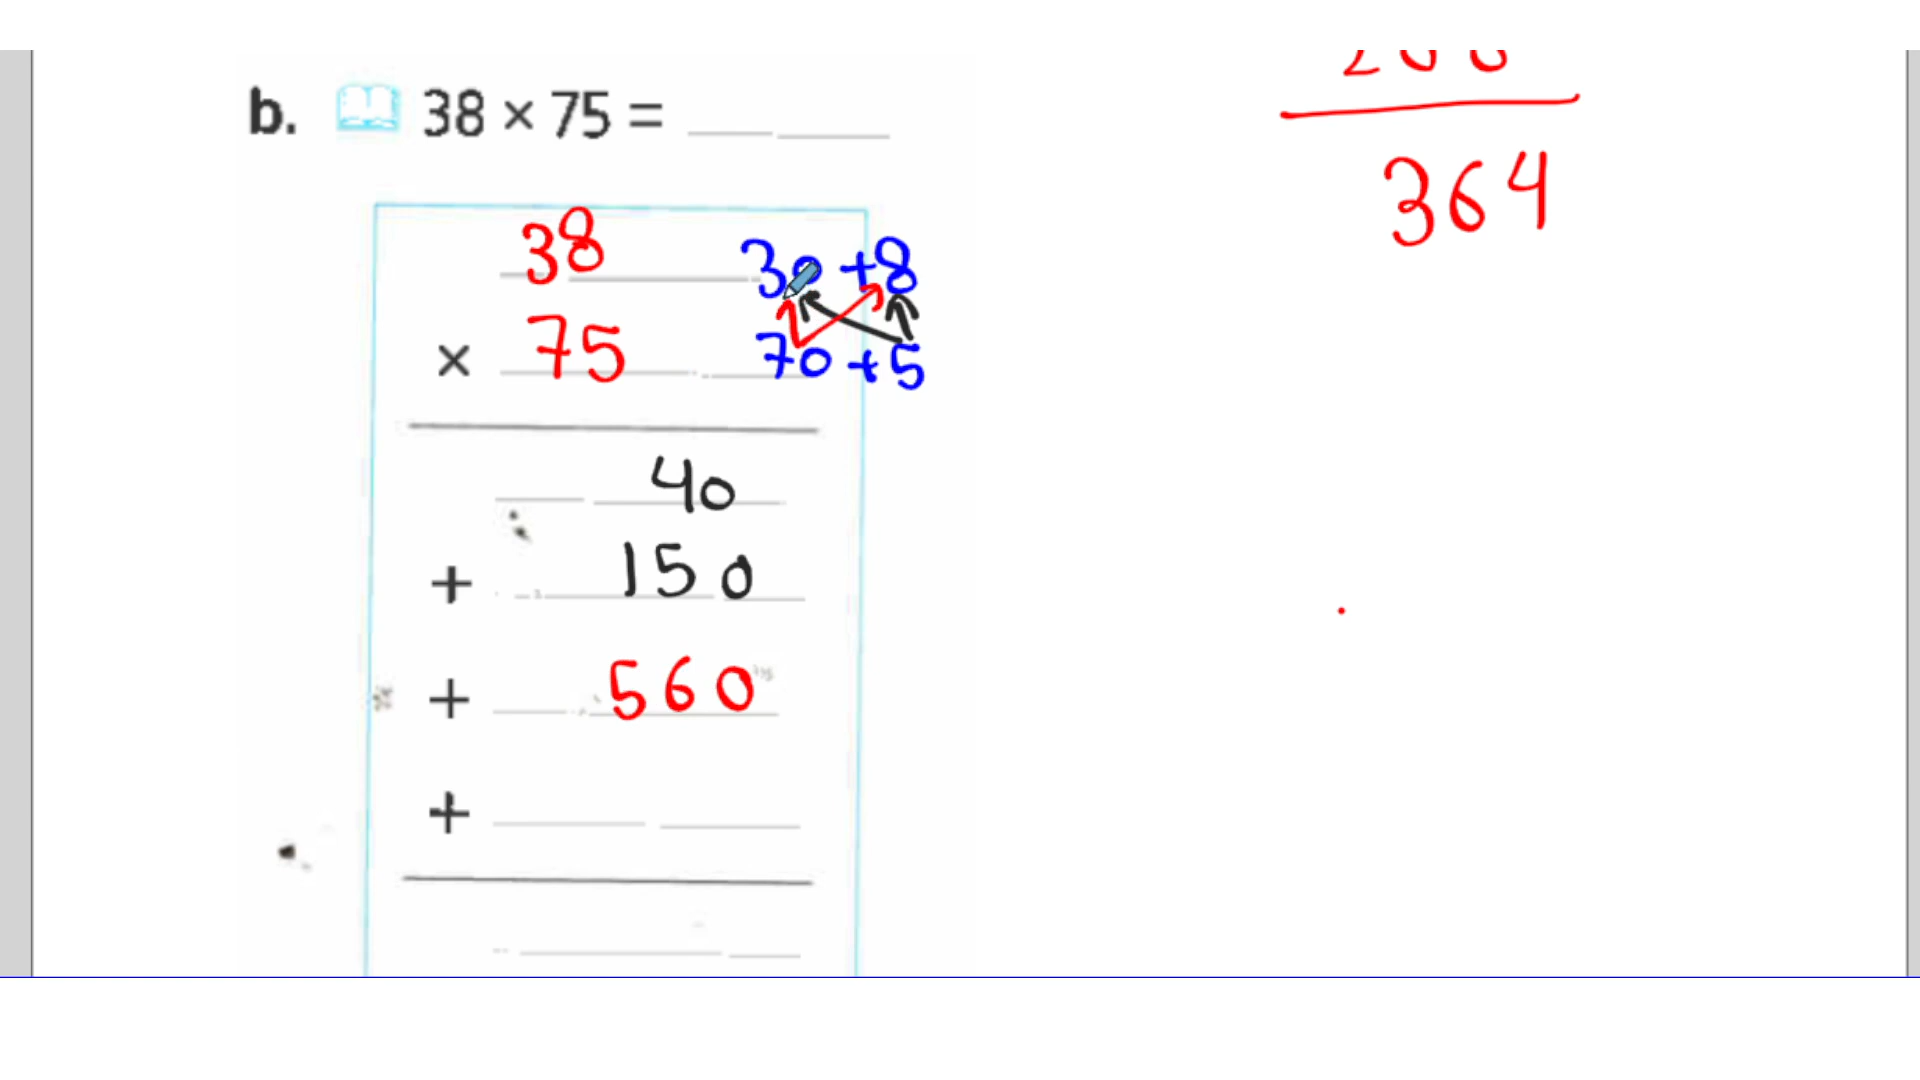 b. 38 × 75 =
38
30 + 8
× 75
70 + 5
40
+ 150
+ 560
+
364